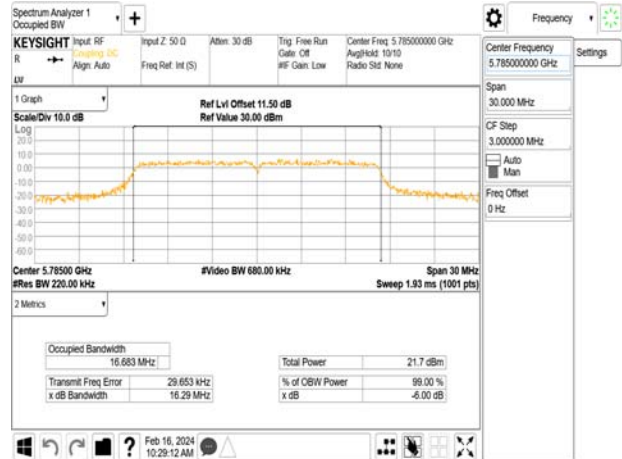 Spectrum Analyzer 1
Occupied BW
Frequency
KEYSIGHT
Input: RF
Coupling: DC
Align: Auto
Input Z: 50 Ω
Freq Ref: Int (S)
Atten: 30 dB
Trig: Free Run
Gate: Off
#IF Gain: Low
Center Freq: 5.785000000 GHz
Avg|Hold: 10/10
Radio Std: None
R
LXI
Center Frequency
5.785000000 GHz
Settings
Span
30.000 MHz
CF Step
3.000000 MHz
Auto
Man
Freq Offset
0 Hz
1 Graph
Scale/Div 10.0 dB
Ref Lvl Offset 11.50 dB
Ref Value 30.00 dBm
Log
20.0
10.0
0.00
-10.0
-20.0
-30.0
-40.0
-50.0
-60.0
Center 5.78500 GHz
#Res BW 220.00 kHz
#Video BW 680.00 kHz
Span 30 MHz
Sweep 1.93 ms (1001 pts)
2 Metrics
Occupied Bandwidth
16.683 MHz
Total Power 21.7 dBm
Transmit Freq Error 29.653 kHz
% of OBW Power 99.00 %
x dB Bandwidth 16.29 MHz
x dB -6.00 dB
?
Feb 16, 2024
10:29:12 AM